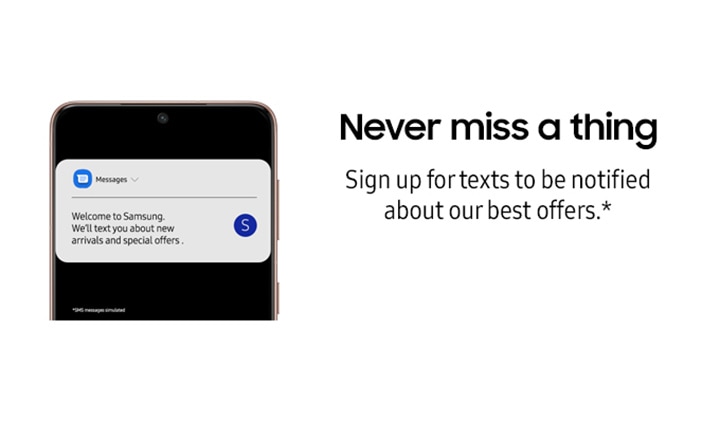 Never miss a thing
Sign up for texts to be notified
about our best offers.*
Messages
Welcome to Samsung.
We'll text you about new
arrivals and special offers .
S
*SMS messages simulated